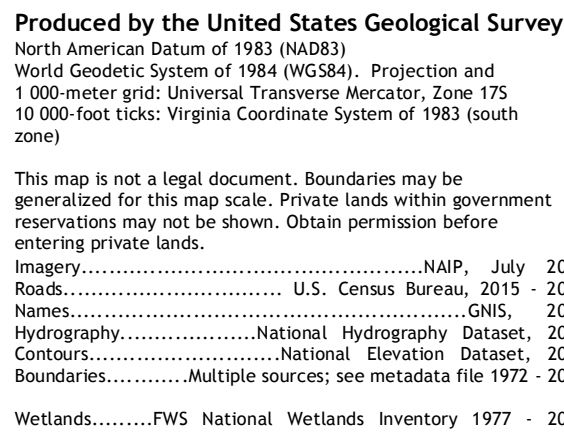 Produced by the United States Geological Survey
North American Datum of 1983 (NAD83)
World Geodetic System of 1984 (WGS84). Projection and
1 000-meter grid: Universal Transverse Mercator, Zone 17S
10 000-foot ticks: Virginia Coordinate System of 1983 (south
zone)
This map is not a legal document. Boundaries may be
generalized for this map scale. Private lands within government
reservations may not be shown. Obtain permission before
entering private lands.
Imagery....................................................NAIP, July 20
Roads................................. U.S. Census Bureau, 2015 - 20
Names............................................................GNIS, 20
Hydrography....................National Hydrography Dataset, 20
Contours............................National Elevation Dataset, 20
Boundaries............Multiple sources; see metadata file 1972 - 20
Wetlands.........FWS National Wetlands Inventory 1977 - 20